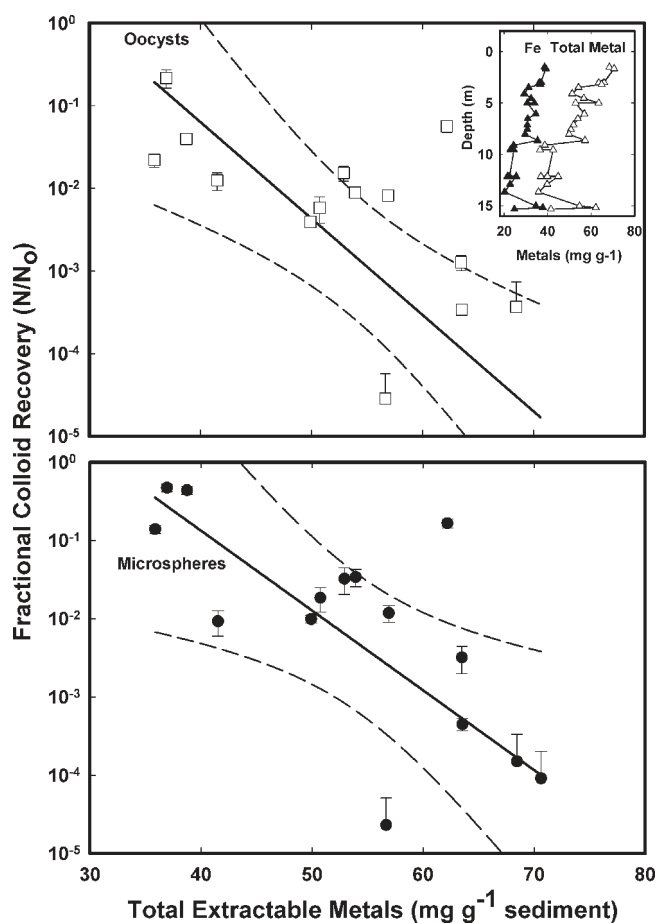 Fractional Colloid Recovery (N/N₀)
10⁰
10⁻¹
10⁻²
10⁻³
10⁻⁴
10⁻⁵
Oocysts
Fe Total Metal
Depth (m)
0
5
10
15
20 40 60 80
Metals (mg g-1)
10⁰
10⁻¹
10⁻²
10⁻³
10⁻⁴
10⁻⁵
Microspheres
30 40 50 60 70 80
Total Extractable Metals (mg g⁻¹ sediment)